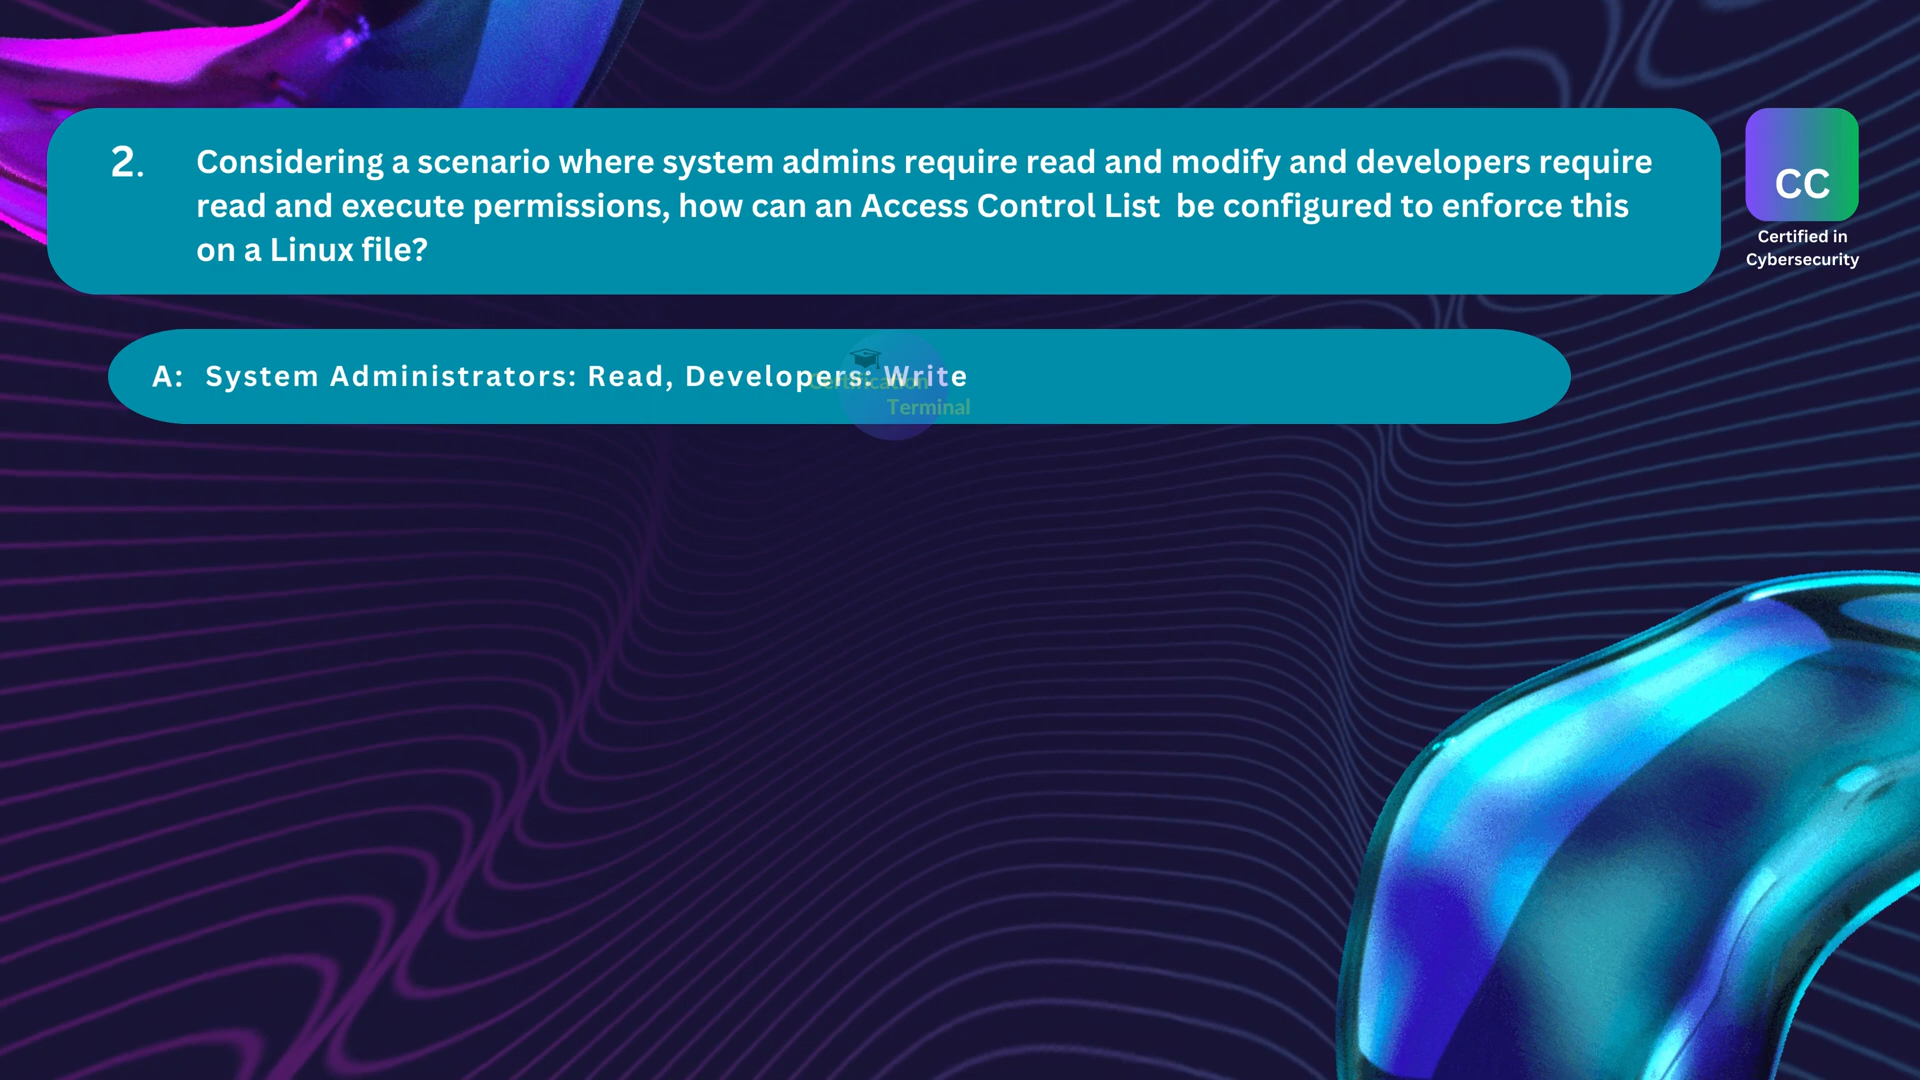 2. Considering a scenario where system admins require read and modify and developers require
read and execute permissions, how can an Access Control List be configured to enforce this
on a Linux file?
CC
Certified in
Cybersecurity
A: System Administrators: Read, Developers: Write
Certification
Terminal